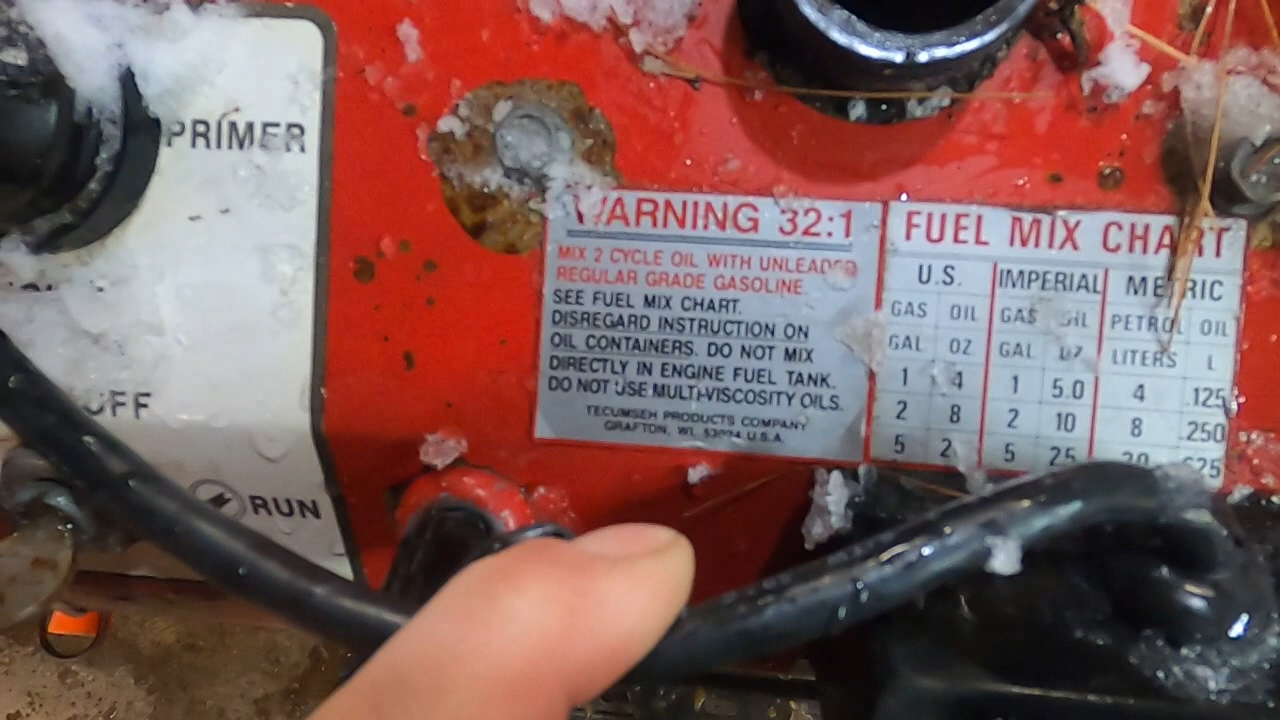 PRIMER
OFF
RUN
WARNING 32:1
MIX 2 CYCLE OIL WITH UNLEADED
REGULAR GRADE GASOLINE.
SEE FUEL MIX CHART.
DISREGARD INSTRUCTION ON
OIL CONTAINERS. DO NOT MIX
DIRECTLY IN ENGINE FUEL TANK.
DO NOT USE MULTI-VISCOSITY OILS.
TECUMSEH PRODUCTS COMPANY
GRAFTON, WI, U.S.A.
FUEL MIX CHART
U.S. IMPERIAL METRIC
GAS OIL GAS OIL PETROL OIL
GAL OZ GAL OZ LITERS L
1 4 1 5.0 4 .125
2 8 2 10 8 .250
5 5 25 20 .625